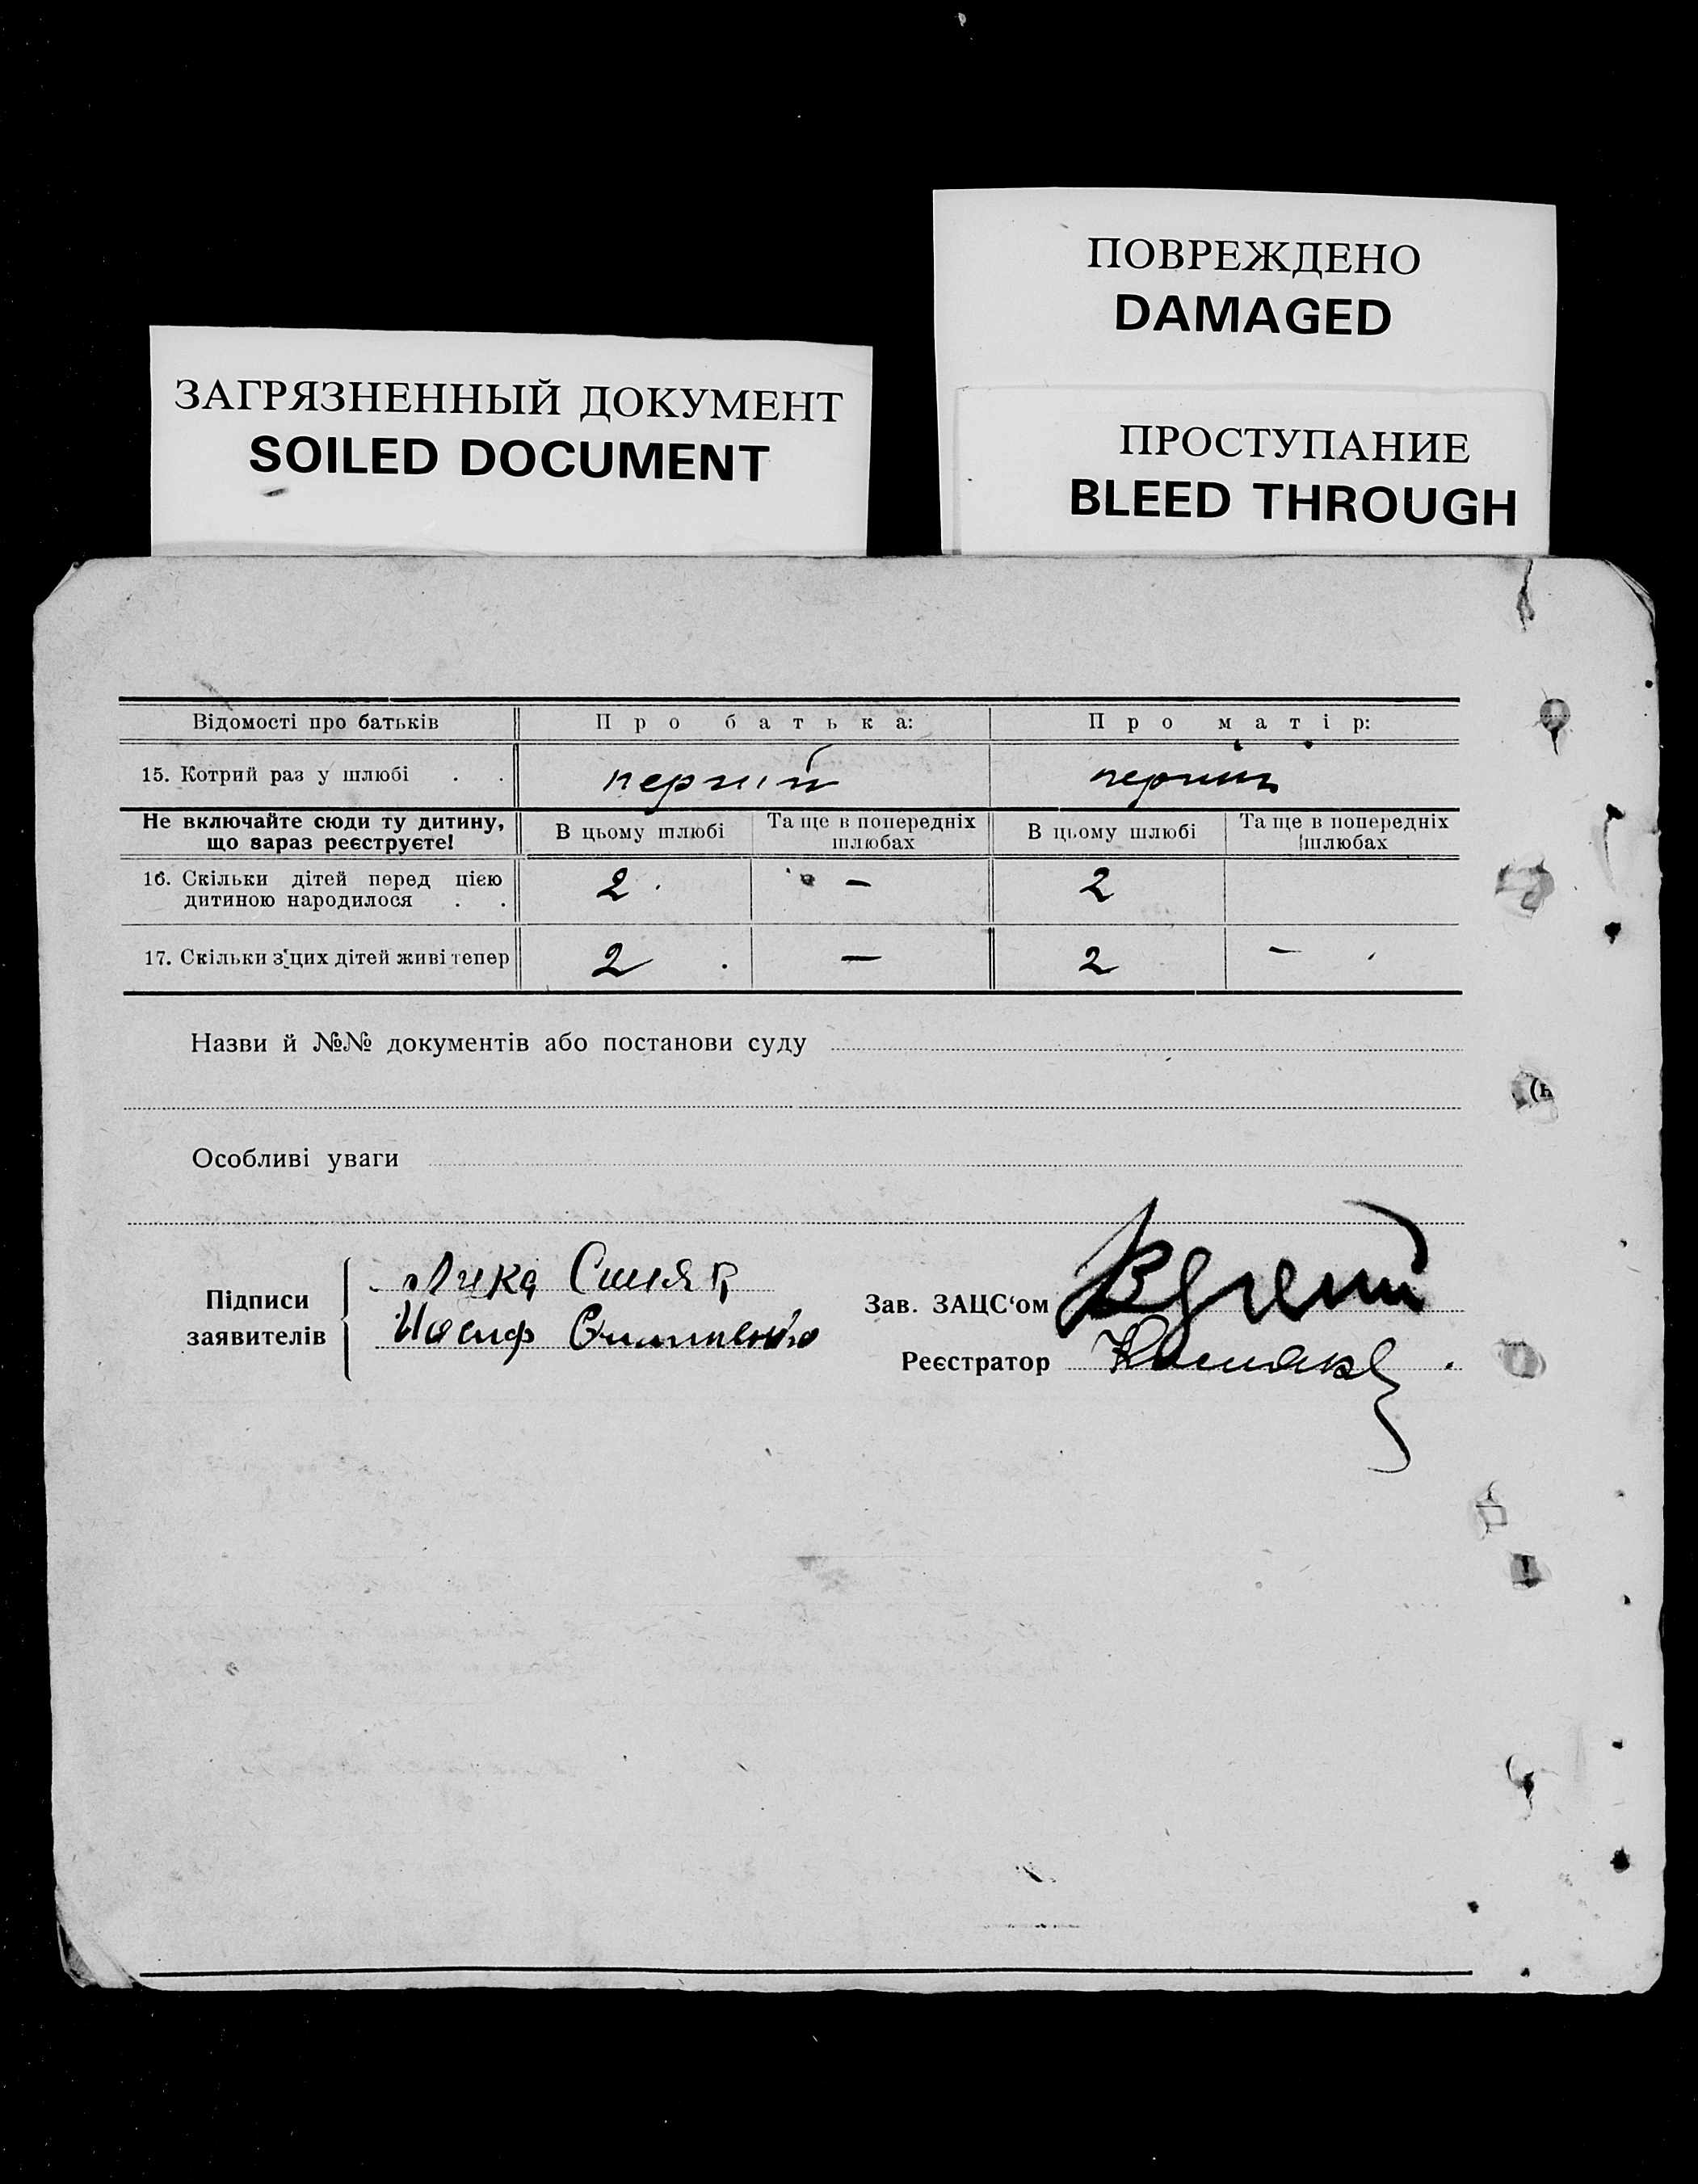 ПОВРЕЖДЕНО
DAMAGED
ЗАГРЯЗНЕННЫЙ ДОКУМЕНТ
SOILED DOCUMENT
ПРОСТУПАНИЕ
BLEED THROUGH
Відомості про батьків Про батька: Про матір:
15. Котрий раз у шлюбі . . перший перший
Не включайте сюди ту дитину, В цьому шлюбі Та ще в попередніх В цьому шлюбі Та ще в попередніх
що вараз реєструєте! шлюбах шлюбах
16. Скільки дітей перед цією 2 — 2
дитиною народилося . .
17. Скільки з'цих дітей живі тепер 2 — 2 —
Назви й №№ документів або постанови суду
Особливі уваги
Підписи
заявителів Иосиф
Зав. ЗАЦС‘ом
Реєстратор